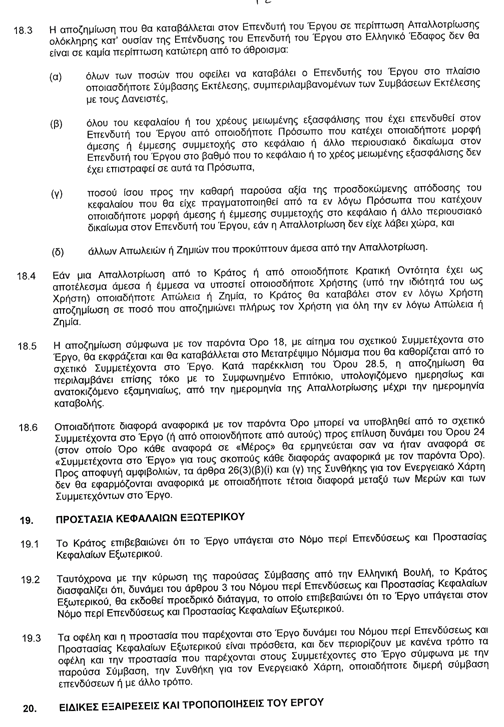 18.3 Η αποζημίωση που θα καταβάλλεται στον Επενδυτή του Έργου σε περίπτωση Απαλλοτρίωσης
ολόκληρης κατ' ουσίαν της Επένδυσης του Επενδυτή του Έργου στο Ελληνικό Έδαφος δεν θα
είναι σε καμία περίπτωση κατώτερη από το άθροισμα:
(α) όλων των ποσών που οφείλει να καταβάλει ο Επενδυτής του Έργου στο πλαίσιο
οποιασδήποτε Σύμβασης Εκτέλεσης, συμπεριλαμβανομένων των Συμβάσεων Εκτέλεσης
με τους Δανειστές,
(β) όλου του κεφαλαίου ή του χρέους μειωμένης εξασφάλισης που έχει επενδυθεί στον
Επενδυτή του Έργου από οποιοδήποτε Πρόσωπο που κατέχει οποιαδήποτε μορφή
άμεσης ή έμμεσης συμμετοχής στο κεφάλαιο ή άλλο περιουσιακό δικαίωμα στον
Επενδυτή του Έργου στο βαθμό που το κεφάλαιο ή το χρέος μειωμένης εξασφάλισης δεν
έχει επιστραφεί σε αυτά τα Πρόσωπα,
(γ) ποσού ίσου προς την καθαρή παρούσα αξία της προσδοκώμενης απόδοσης του
κεφαλαίου που θα είχε πραγματοποιηθεί από τα εν λόγω Πρόσωπα που κατέχουν
οποιαδήποτε μορφή άμεσης ή έμμεσης συμμετοχής στο κεφάλαιο ή άλλο περιουσιακό
δικαίωμα στον Επενδυτή του Έργου, εάν η Απαλλοτρίωση δεν είχε λάβει χώρα, και
(δ) άλλων Απωλειών ή Ζημιών που προκύπτουν άμεσα από την Απαλλοτρίωση.
18.4 Εάν μια Απαλλοτρίωση από το Κράτος ή από οποιοδήποτε Κρατική Οντότητα έχει ως
αποτέλεσμα άμεσα ή έμμεσα να υποστεί οποιοσδήποτε Χρήστης (υπό την ιδιότητά του ως
Χρήστη) οποιαδήποτε Απώλεια ή Ζημία, το Κράτος θα καταβάλει στον εν λόγω Χρήστη
αποζημίωση σε ποσό που αποζημιώνει πλήρως τον Χρήστη για όλη την εν λόγω Απώλεια ή
Ζημία.
18.5 Η αποζημίωση σύμφωνα με τον παρόντα Όρο 18, με αίτημα του σχετικού Συμμετέχοντα στο
Έργο, θα εκφράζεται και θα καταβάλλεται στο Μετατρέψιμο Νόμισμα που θα καθορίζεται από το
σχετικό Συμμετέχοντα στο Έργο. Κατά παρέκκλιση του Όρου 28.5, η αποζημίωση θα
περιλαμβάνει επίσης τόκο με το Συμφωνημένο Επιτόκιο, υπολογιζόμενο ημερησίως και
ανατοκιζόμενο εξαμηνιαίως, από την ημερομηνία της Απαλλοτρίωσης μέχρι την ημερομηνία
καταβολής.
18.6 Οποιαδήποτε διαφορά αναφορικά με τον παρόντα Όρο μπορεί να υποβληθεί από το σχετικό
Συμμετέχοντα στο Έργο (ή από οποιονδήποτε από αυτούς) προς επίλυση δυνάμει του Όρου 24
(στον οποίο Όρο κάθε αναφορά σε «Μέρος» θα ερμηνεύεται σαν να ήταν αναφορά σε
«Συμμετέχοντα στο Έργο» για τους σκοπούς κάθε διαφοράς αναφορικά με τον παρόντα Όρο).
Προς αποφυγή αμφιβολιών, τα άρθρα 26(3)(β)(i) και (γ) της Συνθήκης για τον Ενεργειακό Χάρτη
δεν θα εφαρμόζονται αναφορικά με οποιαδήποτε τέτοια διαφορά μεταξύ των Μερών και των
Συμμετεχόντων στο Έργο.
19. ΠΡΟΣΤΑΣΙΑ ΚΕΦΑΛΑΙΩΝ ΕΞΩΤΕΡΙΚΟΥ
19.1 Το Κράτος επιβεβαιώνει ότι το Έργο υπάγεται στο Νόμο περί Επενδύσεως και Προστασίας
Κεφαλαίων Εξωτερικού.
19.2 Ταυτόχρονα με την κύρωση της παρούσας Σύμβασης από την Ελληνική Βουλή, το Κράτος
διασφαλίζει ότι, δυνάμει του άρθρου 3 του Νόμου περί Επενδύσεως και Προστασίας Κεφαλαίων
Εξωτερικού, θα εκδοθεί προεδρικό διάταγμα, το οποίο επιβεβαιώνει ότι το Έργο υπάγεται στον
Νόμο περί Επενδύσεως και Προστασίας Κεφαλαίων Εξωτερικού.
19.3 Τα οφέλη και η προστασία που παρέχονται στο Έργο δυνάμει του Νόμου περί Επενδύσεως και
Προστασίας Κεφαλαίων Εξωτερικού είναι πρόσθετα, και δεν περιορίζουν με κανένα τρόπο τα
οφέλη και την προστασία που παρέχονται στους Συμμετέχοντες στο Έργο σύμφωνα με την
παρούσα Σύμβαση, την Συνθήκη για τον Ενεργειακό Χάρτη, οποιαδήποτε διμερή σύμβαση
επενδύσεων ή με άλλο τρόπο.
20. ΕΙΔΙΚΕΣ ΕΞΑΙΡΕΣΕΙΣ ΚΑΙ ΤΡΟΠΟΠΟΙΗΣΕΙΣ ΤΟΥ ΕΡΓΟΥ